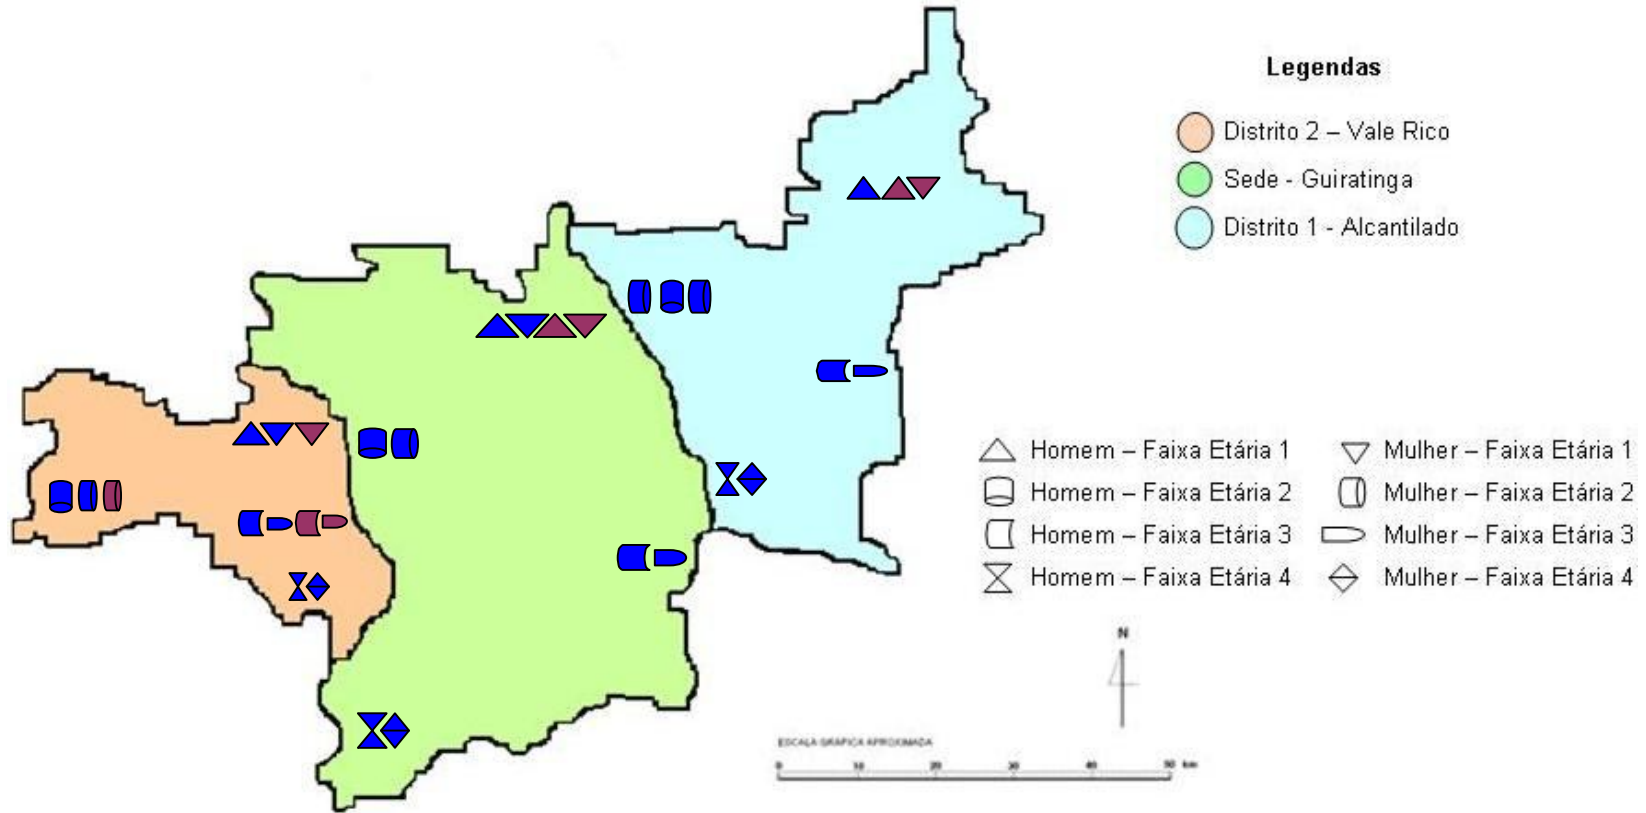 Legendas
Distrito 2 – Vale Rico
Sede - Guiratinga
Distrito 1 - Alcantilado
Homem – Faixa Etária 1
Mulher – Faixa Etária 1
Homem – Faixa Etária 2
Mulher – Faixa Etária 2
Homem – Faixa Etária 3
Mulher – Faixa Etária 3
Homem – Faixa Etária 4
Mulher – Faixa Etária 4
N
ESCALA GRÁFICA APROXIMADA
0 10 20 30 40 50 km